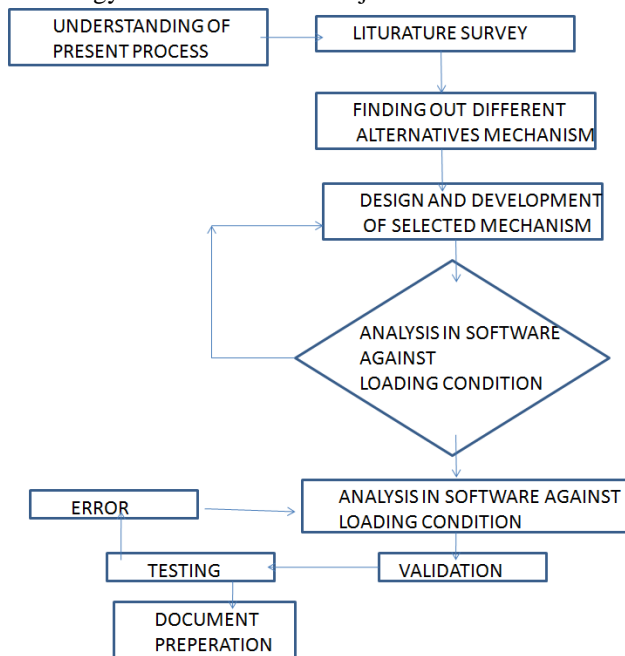 UNDERSTANDING OF
PRESENT PROCESS
LITURATURE SURVEY
FINDING OUT DIFFERENT
ALTERNATIVES MECHANISM
DESIGN AND DEVELOPMENT
OF SELECTED MECHANISM
ANALYSIS IN SOFTWARE
AGAINST
LOADING CONDITION
ANALYSIS IN SOFTWARE AGAINST
LOADING CONDITION
ERROR
TESTING
VALIDATION
DOCUMENT
PREPERATION